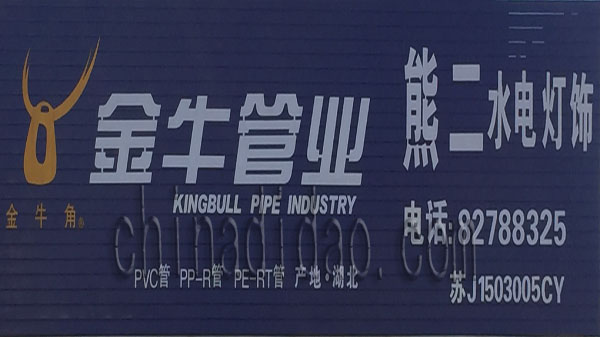 金牛角®
金牛管业
KINGBULL PIPE INDUSTRY
PVC管 PP-R管 PE-RT管 产地·湖北
熊二水电灯饰
电话:82788325
苏J1503005CY
chinadidao.com